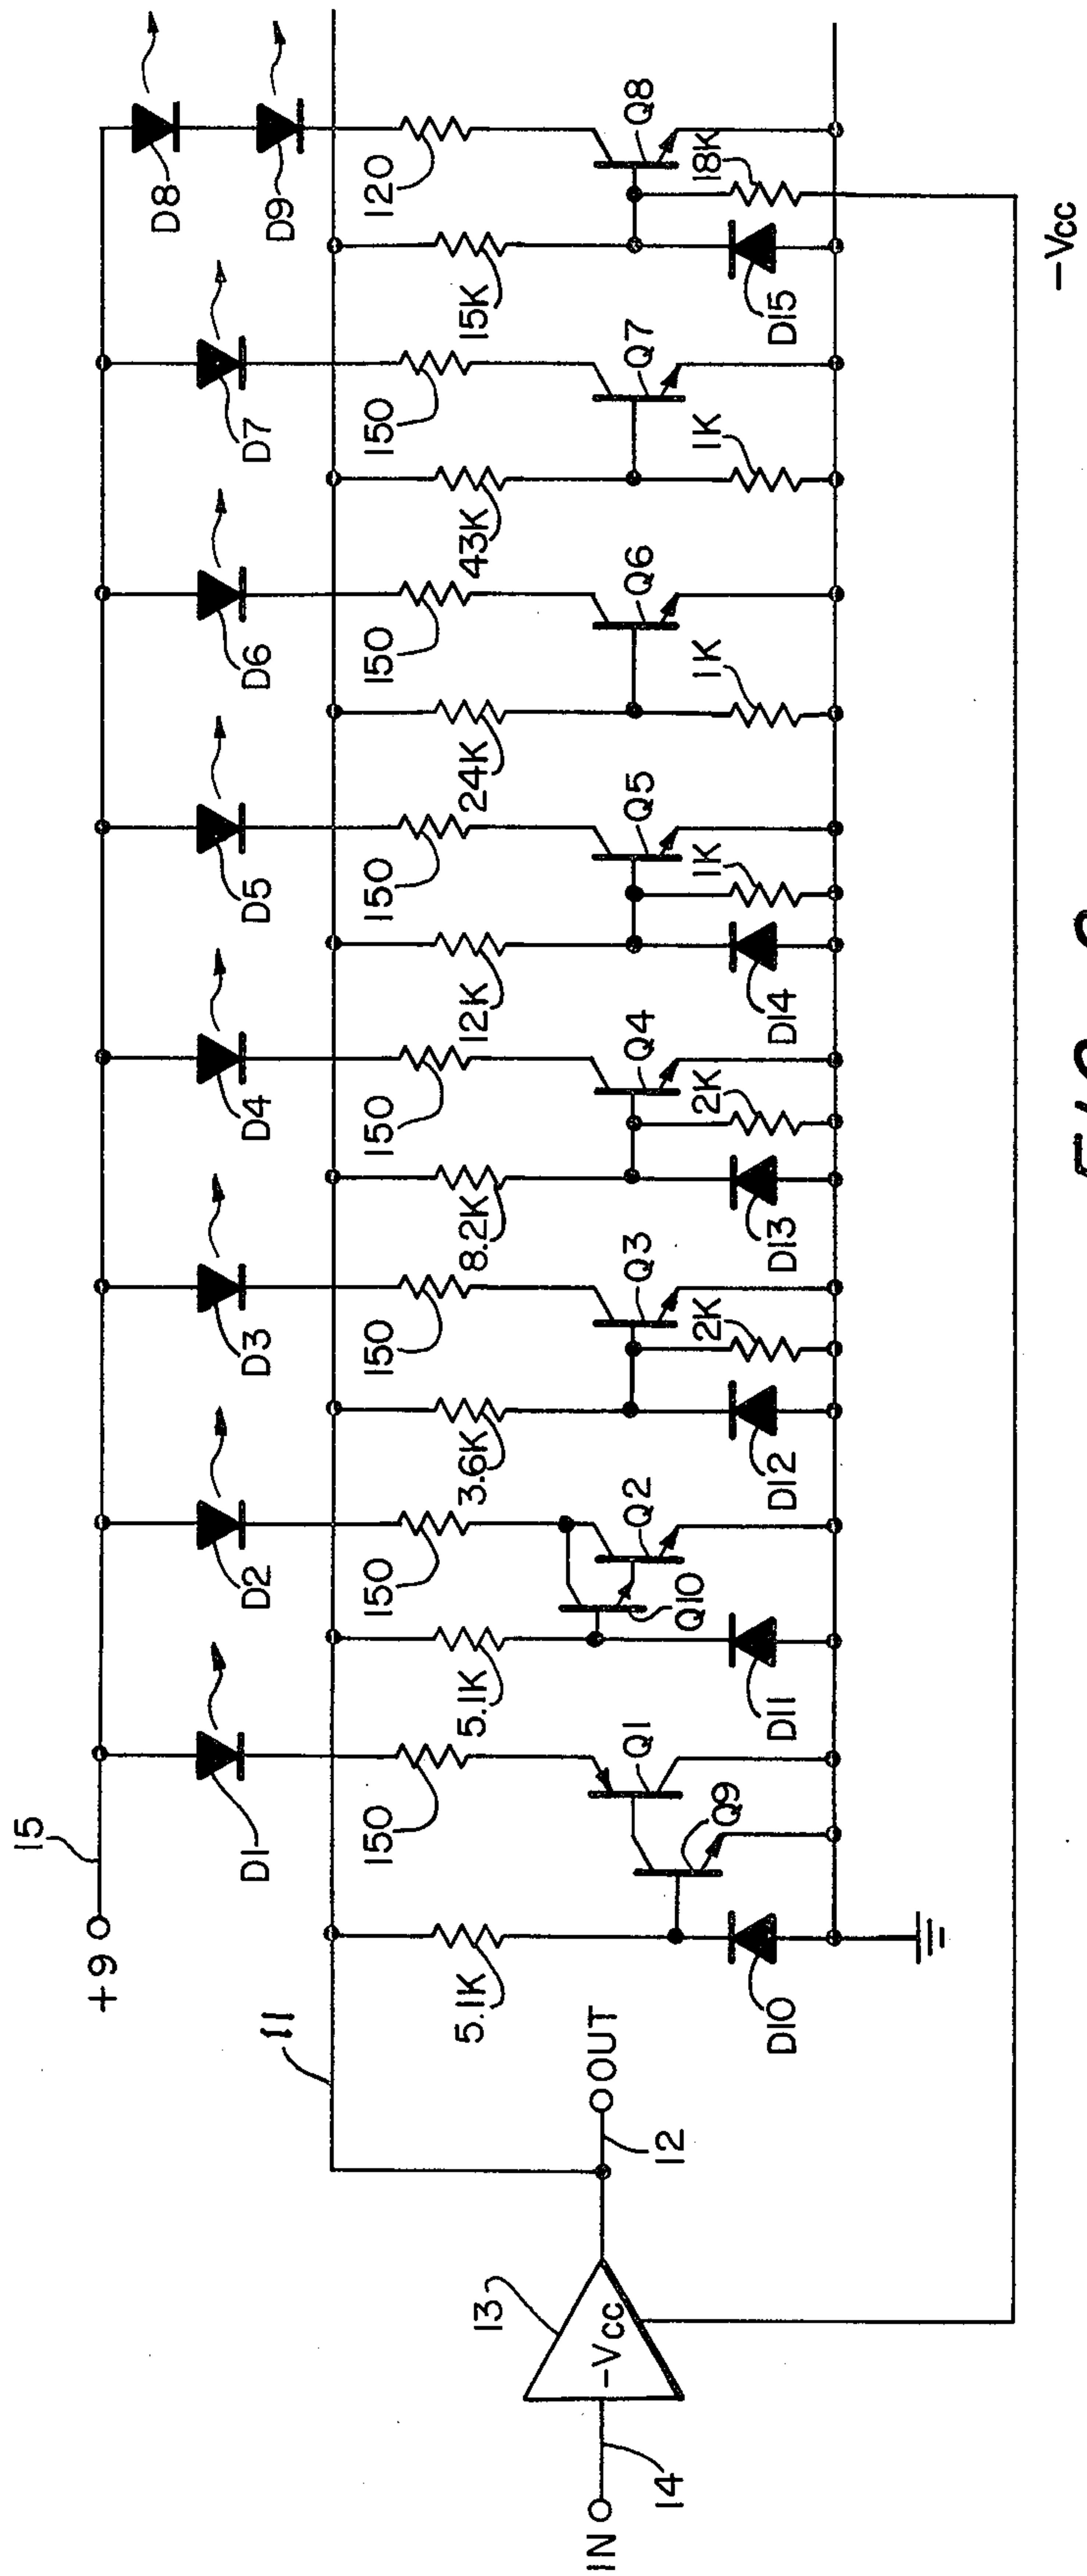 15
+9
D8
D1 D2 D3 D4 D5 D6 D7 D9
11
150 150 150 150 150 150 150 120
5.1K 5.1K 3.6K 8.2K 12K 24K 43K 15K
13
Q1 Q2 Q3 Q4 Q5 Q6 Q7 Q8
IN -Vcc OUT
14 12
Q9 Q10 2K 2K 1K 1K 1K 18K
D10 D11 D12 D13 D14 D15
-Vcc